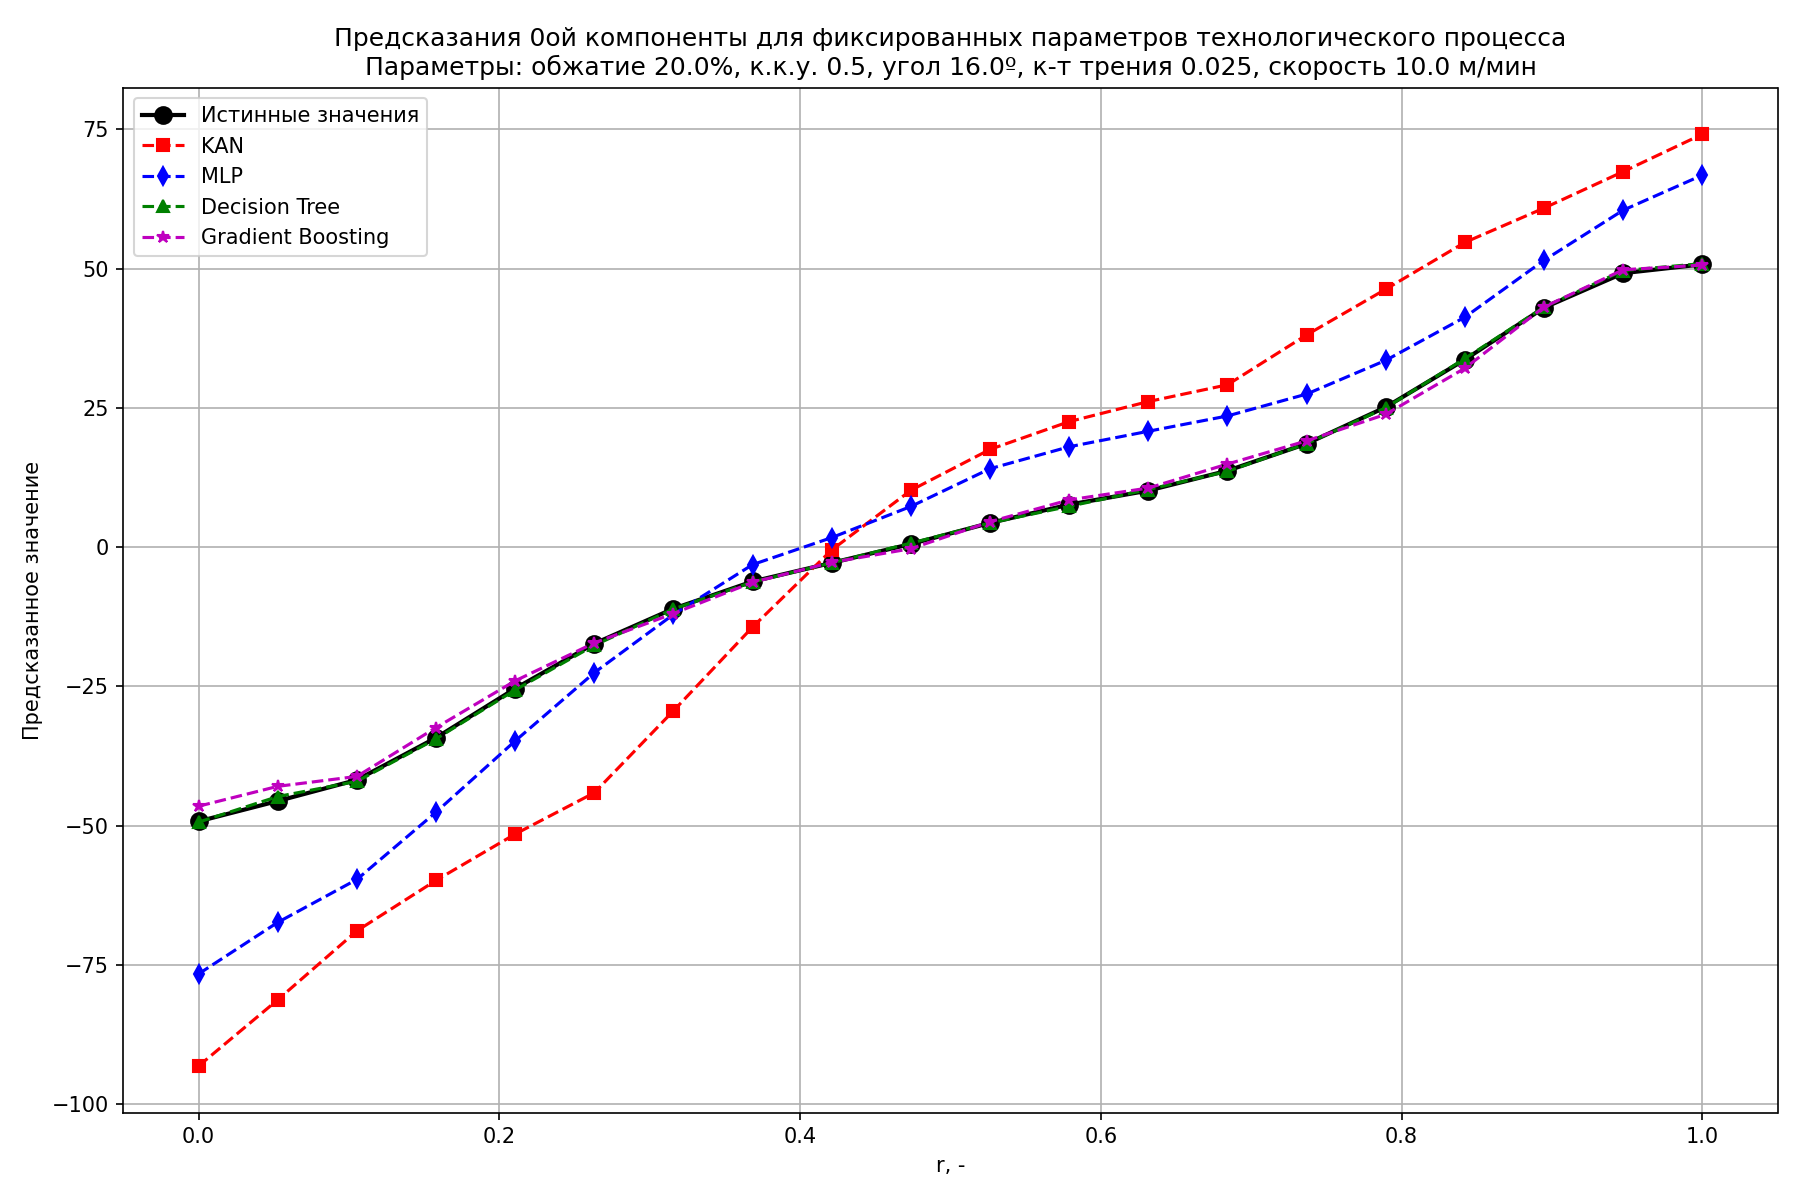 Предсказания 0ой компоненты для фиксированных параметров технологического процесса
Параметры: обжатие 20.0%, к.к.у. 0.5, угол 16.0º, к-т трения 0.025, скорость 10.0 м/мин
Истинные значения
KAN
MLP
Decision Tree
Gradient Boosting
Предсказанное значение
75
50
25
0
−25
−50
−75
−100
0.0
0.2
0.4
0.6
0.8
1.0
r, -